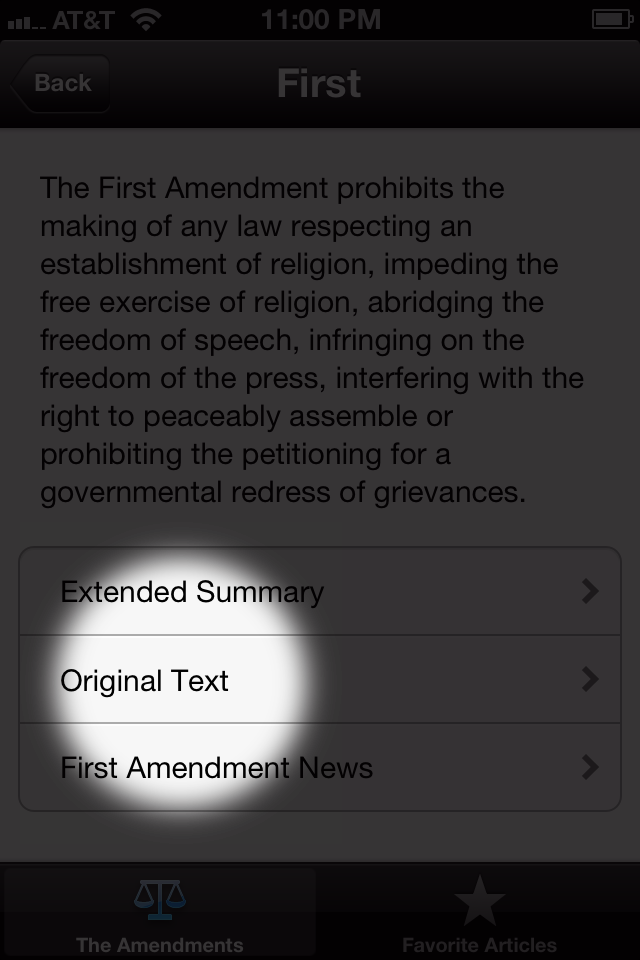 AT&T 11:00 PM
Back First
The First Amendment prohibits the
making of any law respecting an
establishment of religion, impeding the
free exercise of religion, abridging the
freedom of speech, infringing on the
freedom of the press, interfering with the
right to peaceably assemble or
prohibiting the petitioning for a
governmental redress of grievances.
Extended Summary
Original Text
First Amendment News
The Amendments Favorite Articles